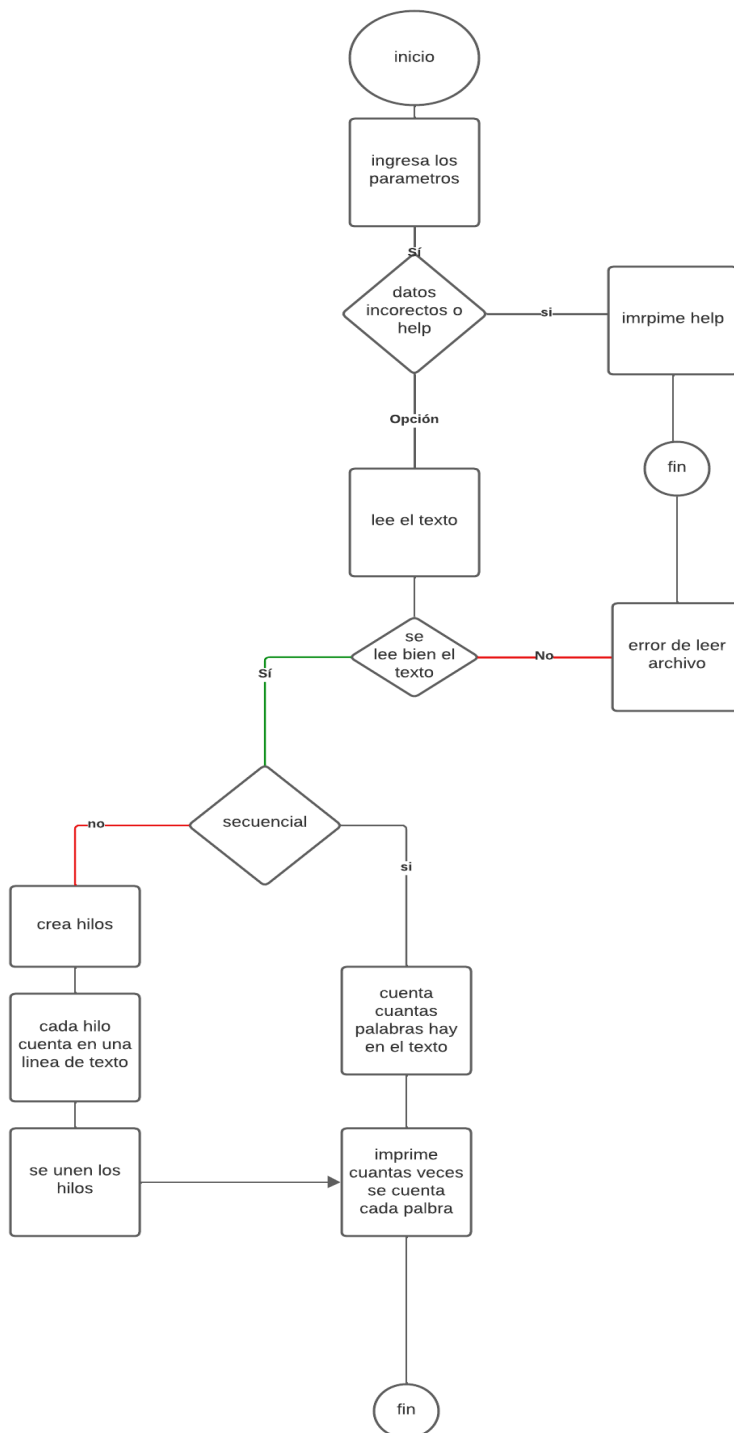 inicio
ingresa los
parametros
Sí
datos
incorectos o
help
si
imrpime help
Opción
fin
lee el texto
se
lee bien el
texto
No
error de leer
archivo
Sí
secuencial
no
si
crea hilos
cada hilo
cuenta en una
linea de texto
cuenta
cuantas
palabras hay
en el texto
se unen los
hilos
imprime
cuantas veces
se cuenta
cada palbra
fin